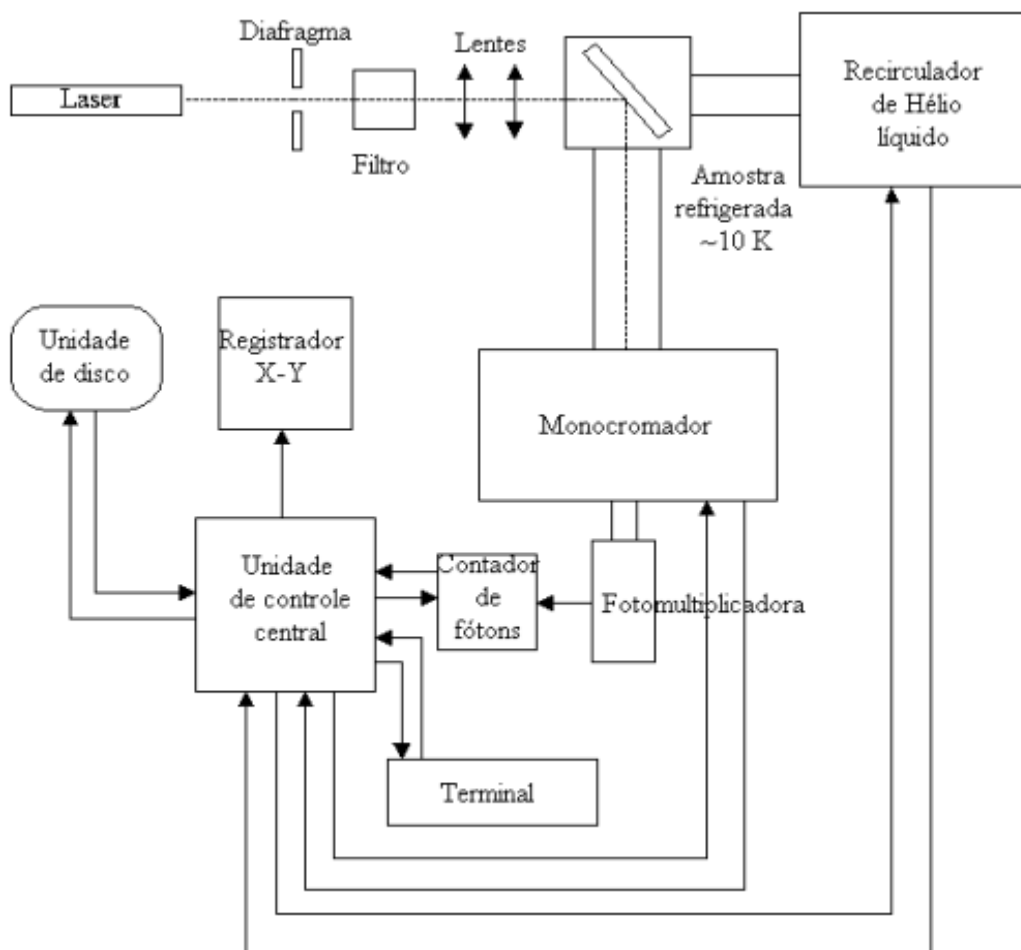 Diafragma
Lentes
Laser
Filtro
Recirculador
de Hélio
líquido
Amostra
refrigerada
~10 K
Unidade
de disco
Registrador
X-Y
Monocromador
Unidade
de controle
central
Contador
de
fótons
Fotomultiplicadora
Terminal